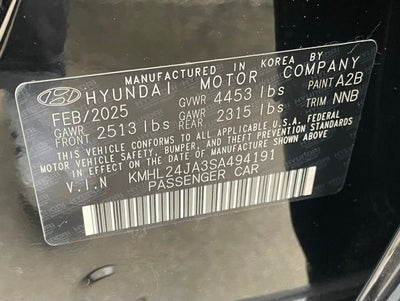 MANUFACTURED IN KOREA BY
HYUNDAI MOTOR COMPANY
FEB/2025 GVWR 4453 lbs PAINT A2B
GAWR FRONT 2513 lbs GAWR REAR 2315 lbs TRIM NNB
THIS VEHICLE CONFORMS TO ALL APPLICABLE U.S.A. FEDERAL
MOTOR VEHICLE SAFETY, BUMPER, AND THEFT PREVENTION STANDARDS
IN EFFECT ON THE DATE OF MANUFACTURE SHOWN ABOVE.
V.I.N KMHL24JA3SA494191
PASSENGER CAR